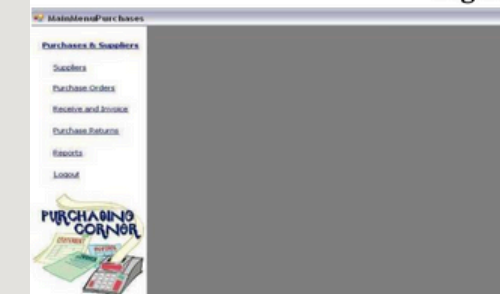 MainMenuPurchases
Purchases & Suppliers
Suppliers
Purchase Orders
Receive and Invoice
Purchase Returns
Reports
Logout
PURCHASING
CORNER